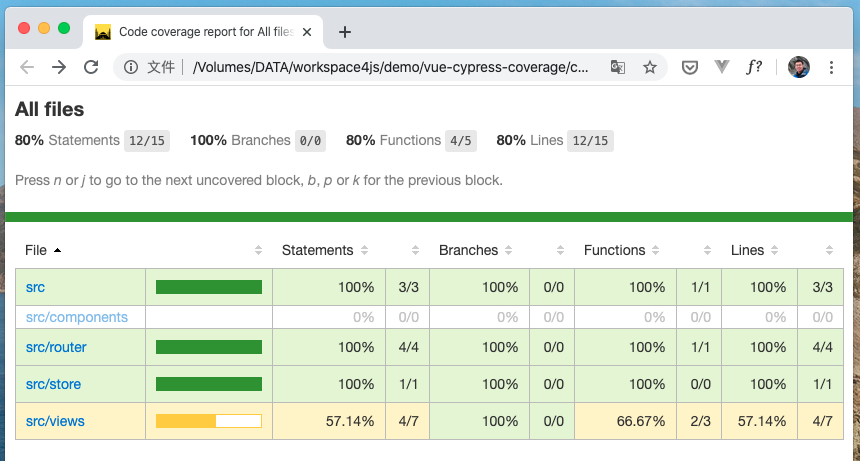 Code coverage report for All files
文件 | /Volumes/DATA/workspace4js/demo/vue-cypress-coverage/c... f?
All files
80% Statements 12/15 100% Branches 0/0 80% Functions 4/5 80% Lines 12/15
Press n or j to go to the next uncovered block, b, p or k for the previous block.
File Statements Branches Functions Lines
src 100% 3/3 100% 0/0 100% 1/1 100% 3/3
src/components 0% 0/0 0% 0/0 0% 0/0 0% 0/0
src/router 100% 4/4 100% 0/0 100% 1/1 100% 4/4
src/store 100% 1/1 100% 0/0 100% 0/0 100% 1/1
src/views 57.14% 4/7 100% 0/0 66.67% 2/3 57.14% 4/7